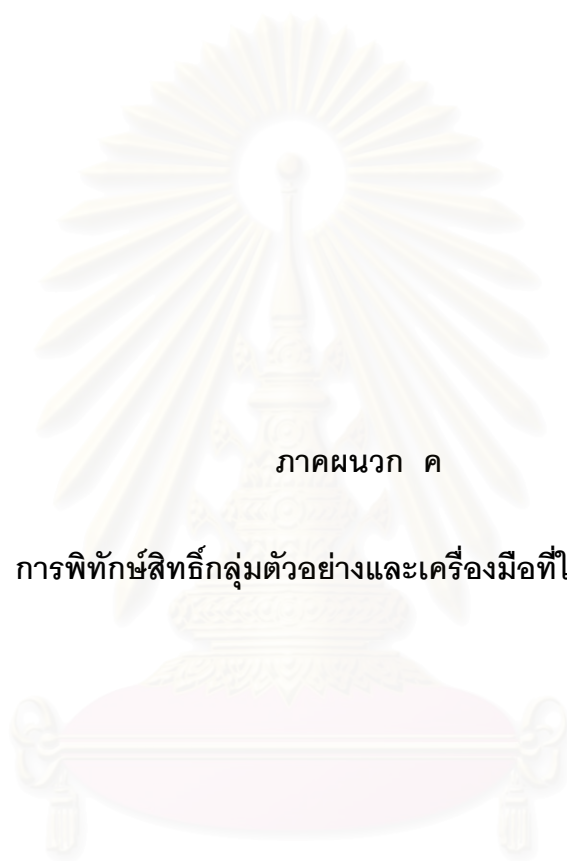 ภาคผนวก ค
การพิทักษ์สิทธิ์กลุ่มตัวอย่างและเครื่องมือที่